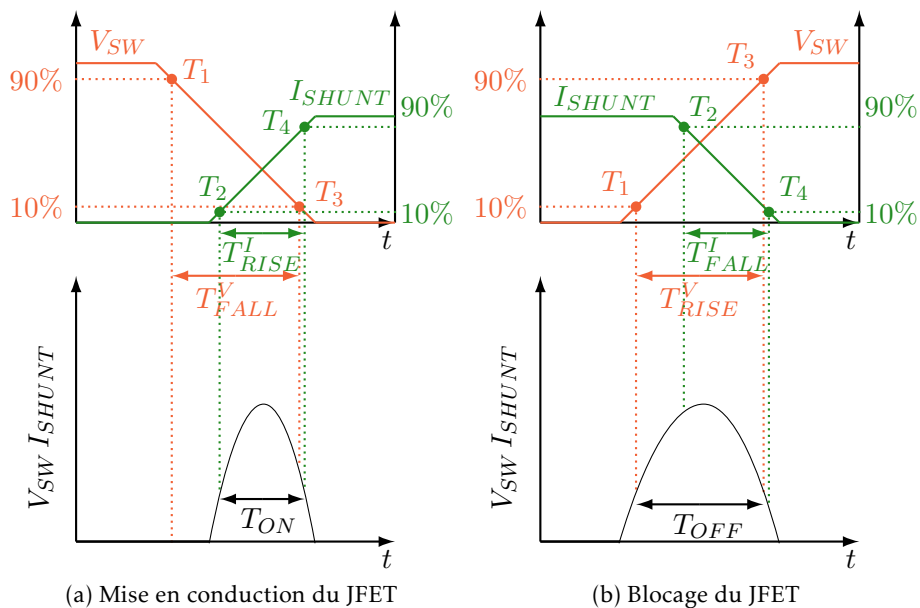 V_SW
90%
T_1
I_SHUNT
90%
T_4
T_2
T_3
10%
10%
t
T^I_RISE
T^V_FALL
V_SW I_SHUNT
T_ON
t
(a) Mise en conduction du JFET
V_SW
T_3
90%
I_SHUNT
90%
T_2
T_1
T_4
10%
10%
t
T^I_FALL
T^V_RISE
V_SW I_SHUNT
T_OFF
t
(b) Blocage du JFET